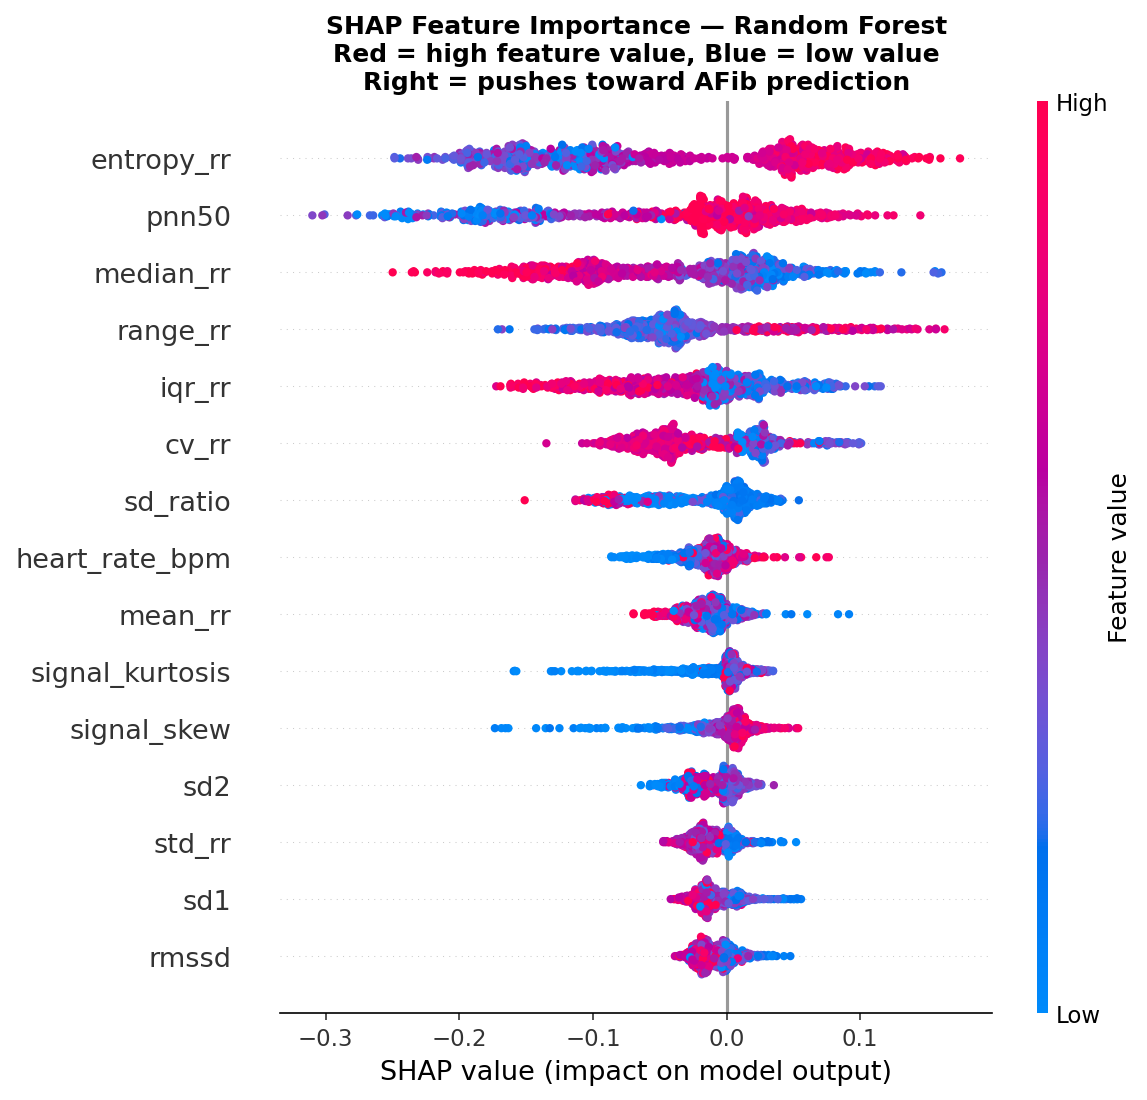 SHAP Feature Importance — Random Forest
Red = high feature value, Blue = low value
Right = pushes toward AFib prediction
High
entropy_rr
pnn50
median_rr
range_rr
iqr_rr
cv_rr
sd_ratio
heart_rate_bpm
mean_rr
signal_kurtosis
signal_skew
sd2
std_rr
sd1
rmssd
Feature value
Low
−0.3
−0.2
−0.1
0.0
0.1
SHAP value (impact on model output)